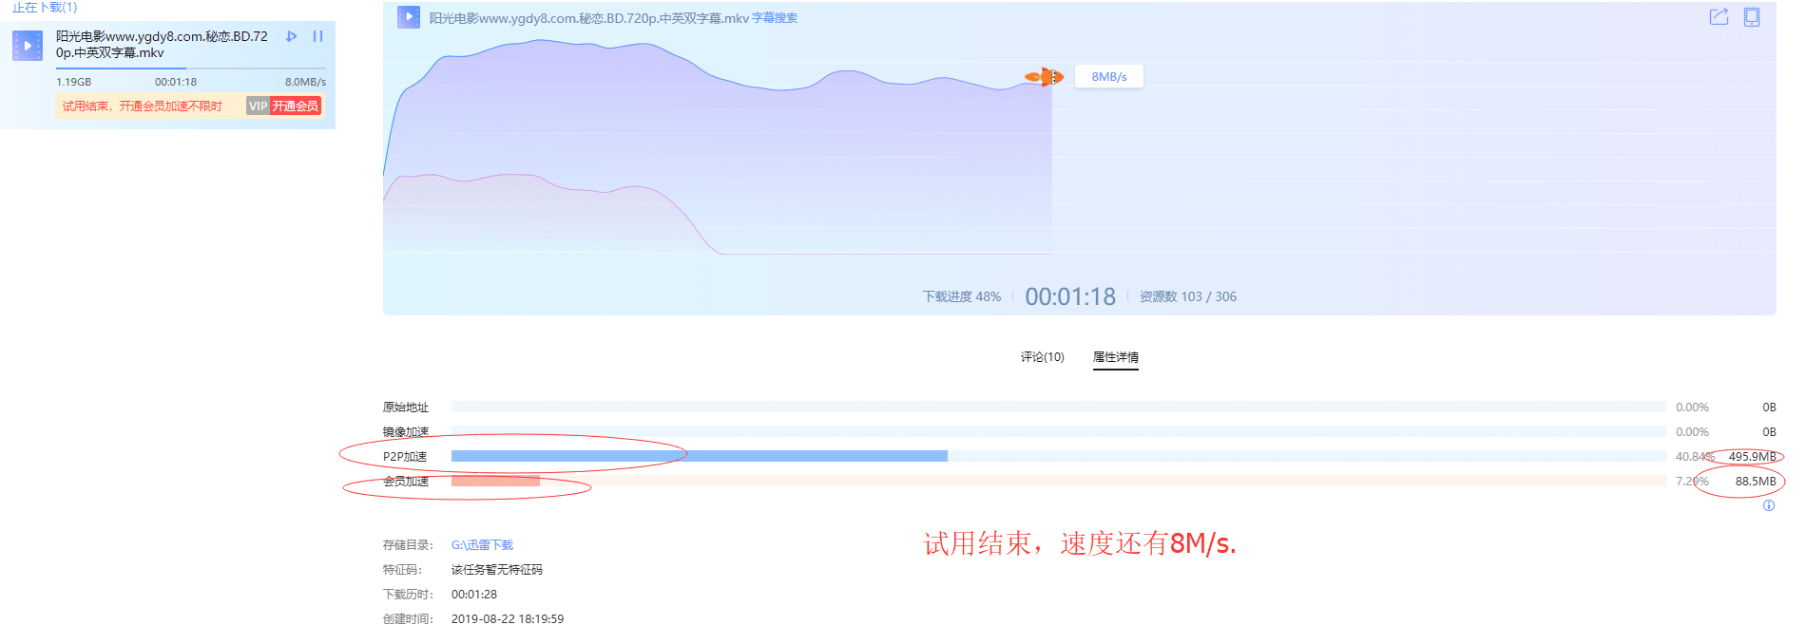 正在下载(1)
阳光电影www.ygdy8.com.秘恋.BD.72
0p.中英双字幕.mkv
1.19GB 00:01:18 8.0MB/s
试用结束，开通会员加速不限时 VIP 开通会员
阳光电影www.ygdy8.com.秘恋.BD.720p.中英双字幕.mkv 字幕搜索
8MB/s
下载进度 48% 00:01:18 资源数 103 / 306
评论(10) 属性详情
原始地址 0.00% 0B
镜像加速 0.00% 0B
P2P加速 40.84% 495.9MB
会员加速 7.29% 88.5MB
试用结束，速度还有8M/s.
存储目录： G:\迅雷下载
特征码： 该任务暂无特征码
下载历时： 00:01:28
创建时间： 2019-08-22 18:19:59